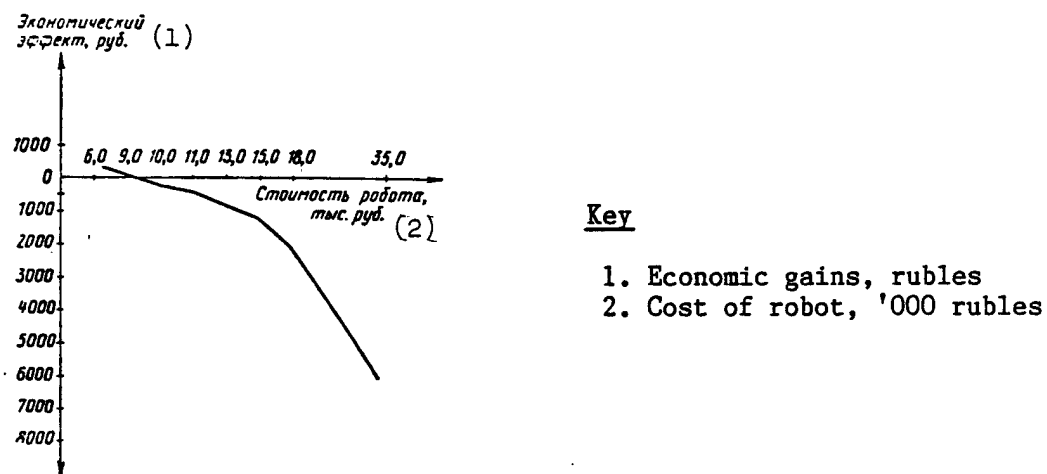 Экономический
эффект, руб. (1)
1000
6,0 9,0 10,0 11,0 13,0 15,0 18,0 35,0
0
Стоимость робота,
тыс. руб. (2)
1000
2000
3000
4000
5000
6000
7000
8000
Key
1. Economic gains, rubles
2. Cost of robot, '000 rubles